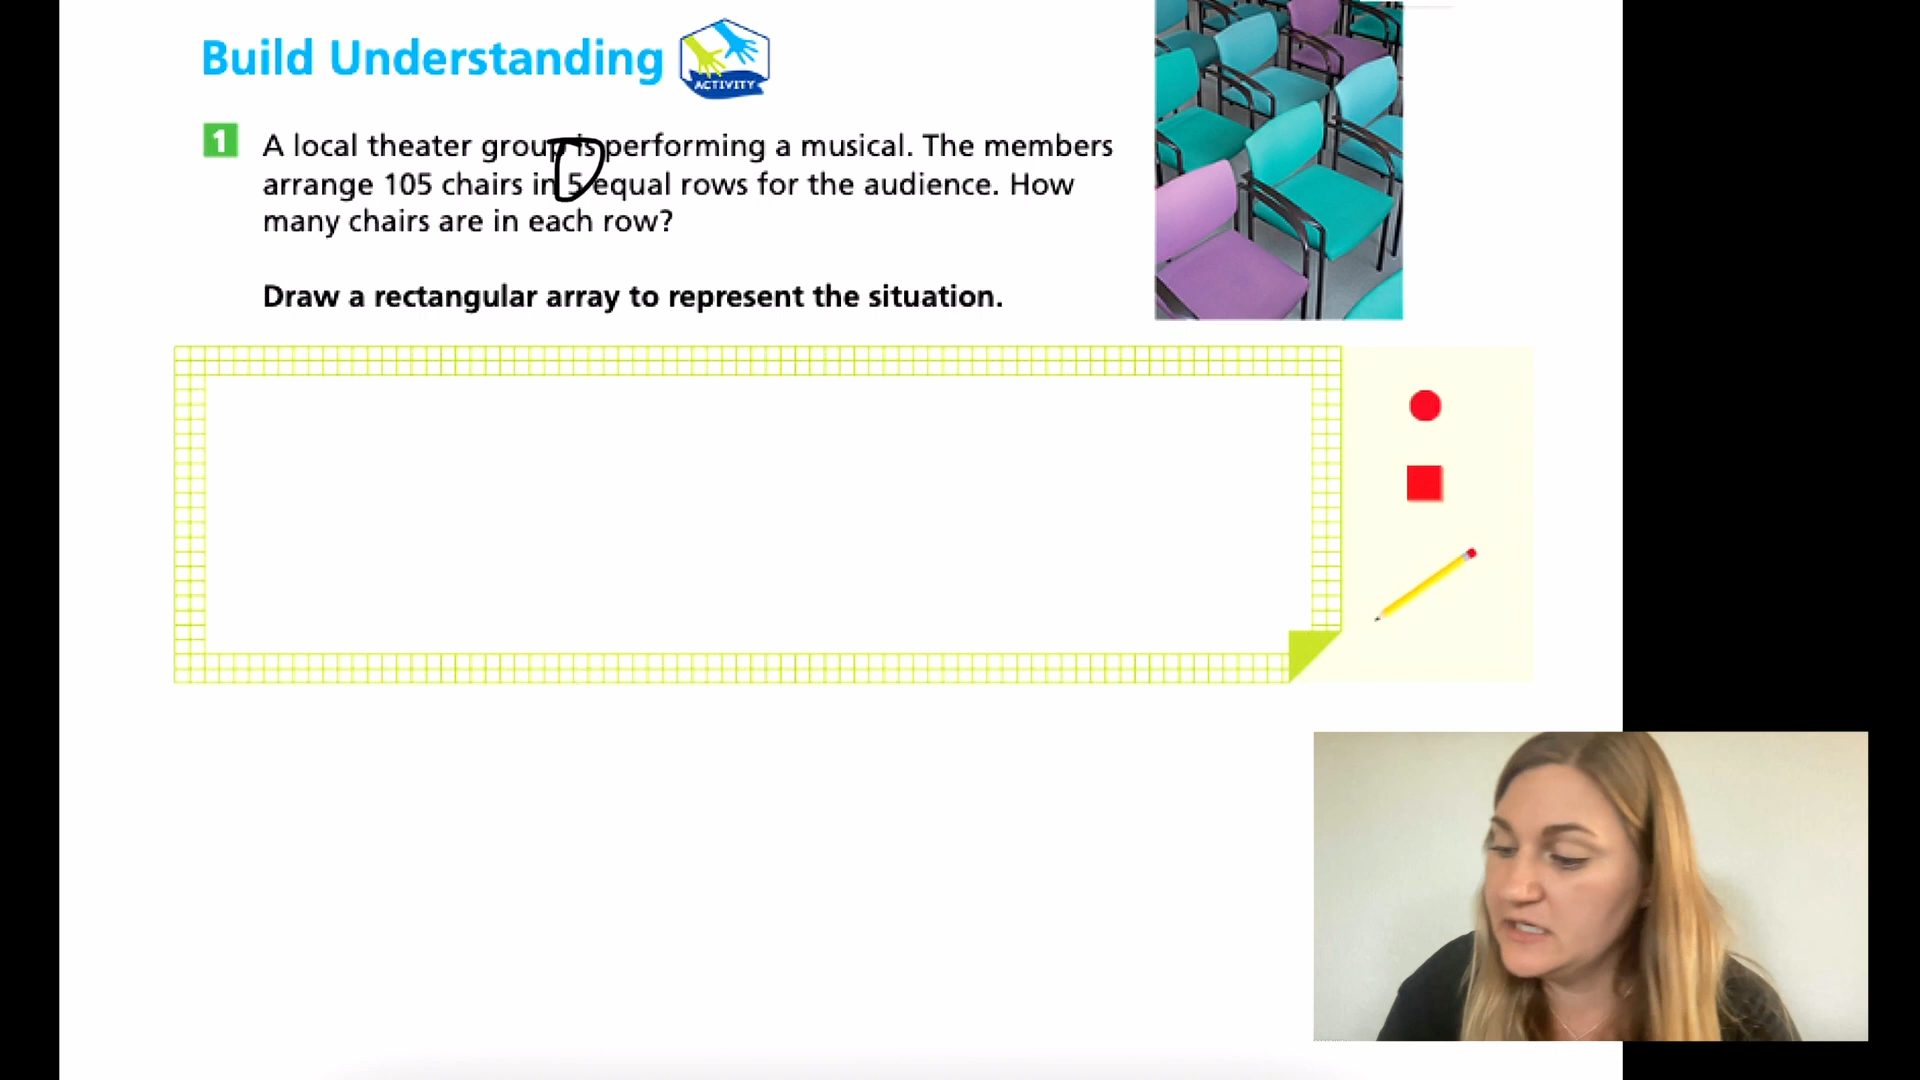 Build Understanding
ACTIVITY
1 A local theater group is performing a musical. The members
arrange 105 chairs in 5 equal rows for the audience. How
many chairs are in each row?
Draw a rectangular array to represent the situation.